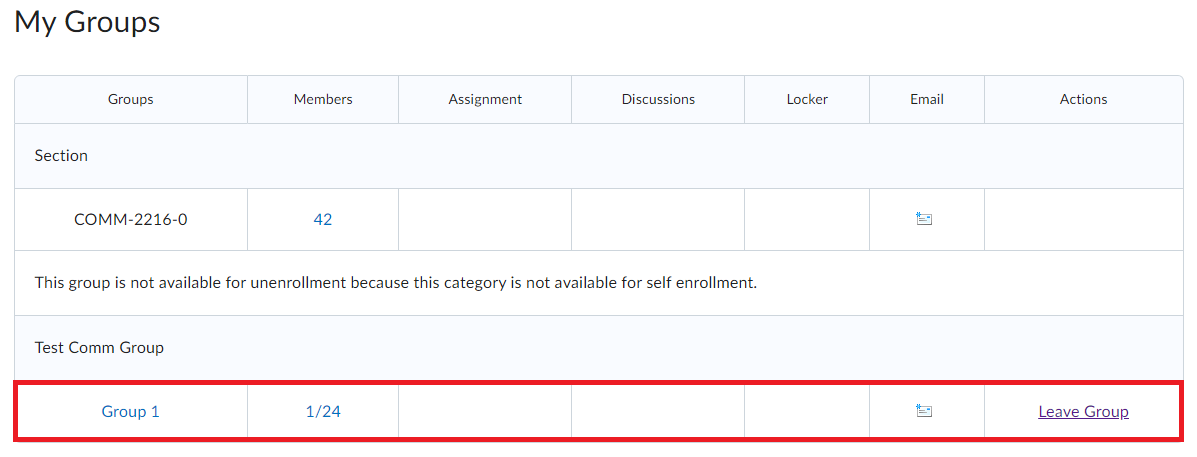 My Groups
Groups Members Assignment Discussions Locker Email Actions
Section
COMM-2216-0 42
This group is not available for unenrollment because this category is not available for self enrollment.
Test Comm Group
Group 1 1/24 Leave Group